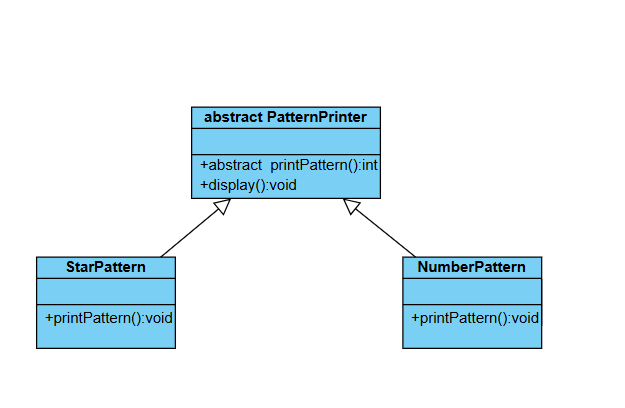 abstract PatternPrinter
+abstract printPattern():int
+display():void
StarPattern
+printPattern():void
NumberPattern
+printPattern():void